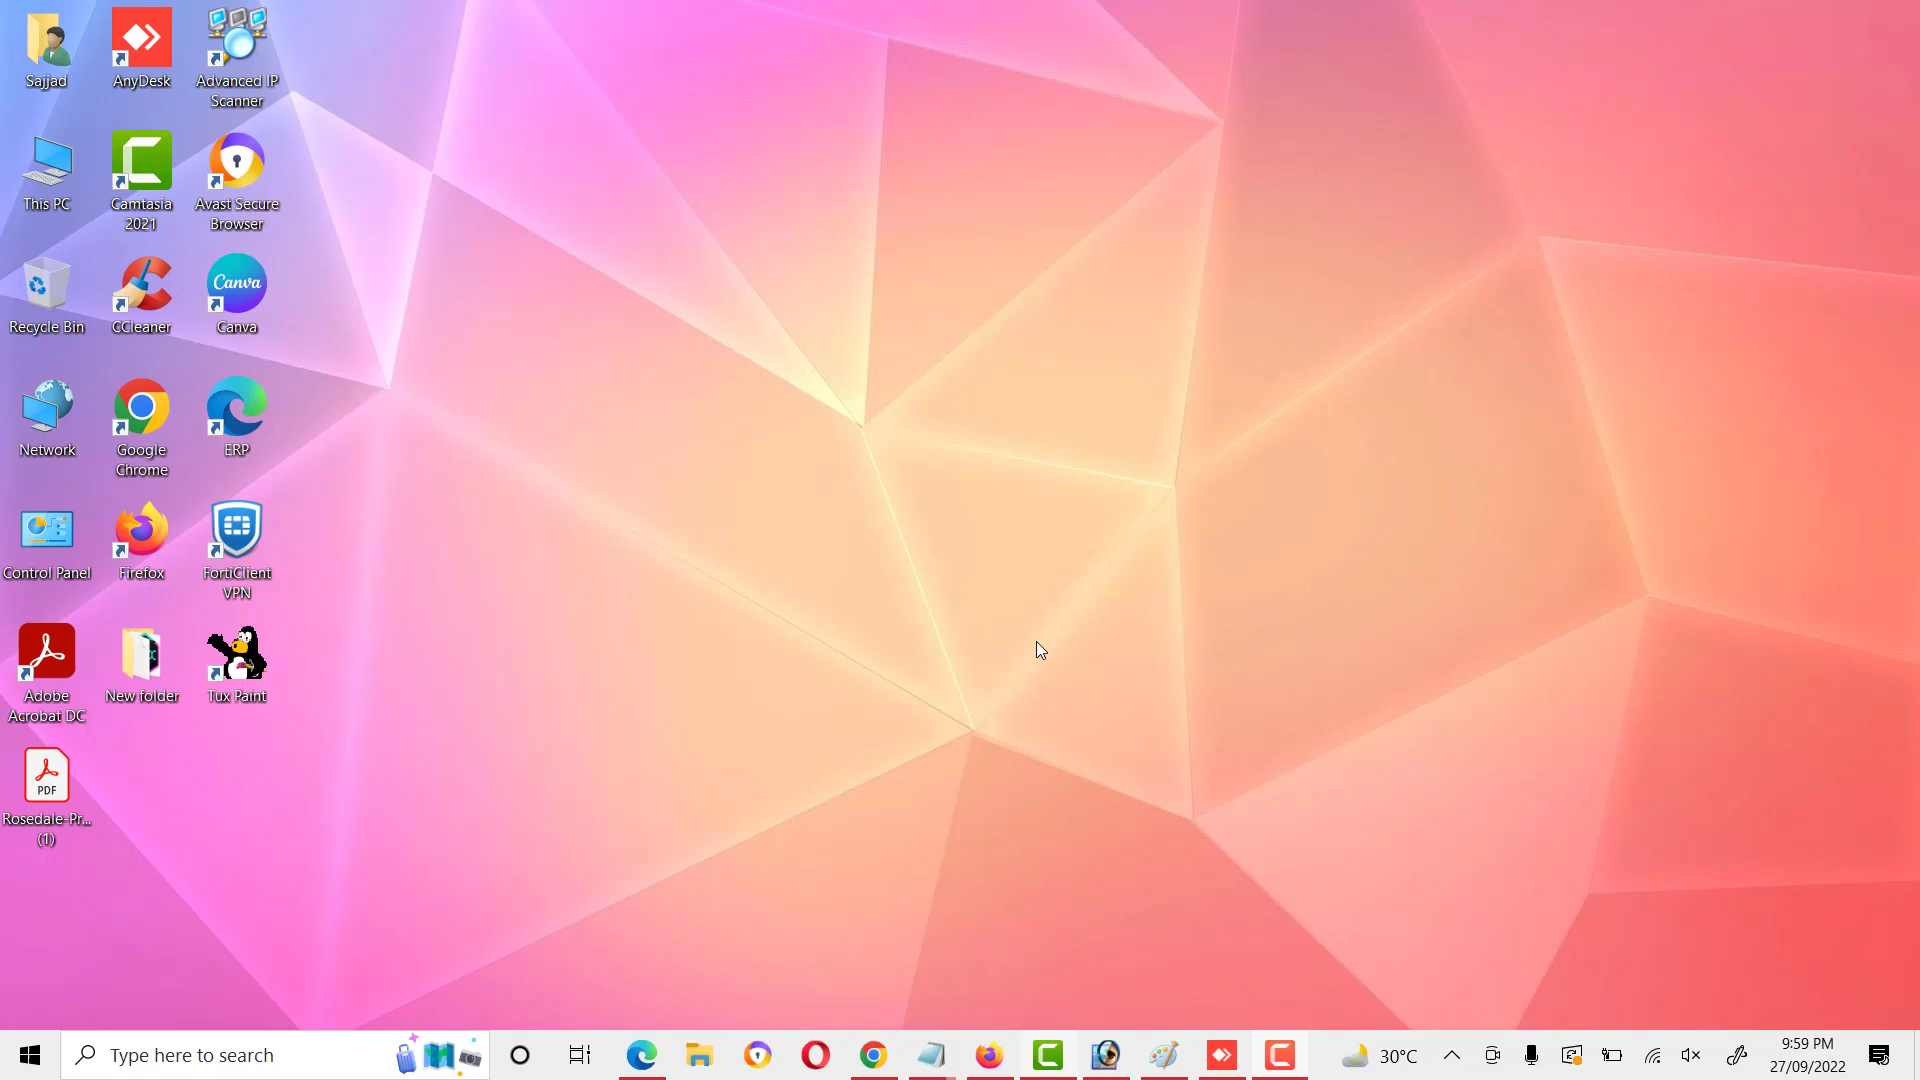 Sajjad
AnyDesk
Advanced IP
Scanner
This PC
Camtasia
2021
Avast Secure
Browser
Recycle Bin
CCleaner
Canva
Canva
Network
Google
Chrome
ERP
Control Panel
Firefox
FortiClient
VPN
Adobe
Acrobat DC
New folder
Tux Paint
PDF
Rosedale-Pr...
(1)
Type here to search
30°C
9:59 PM
27/09/2022